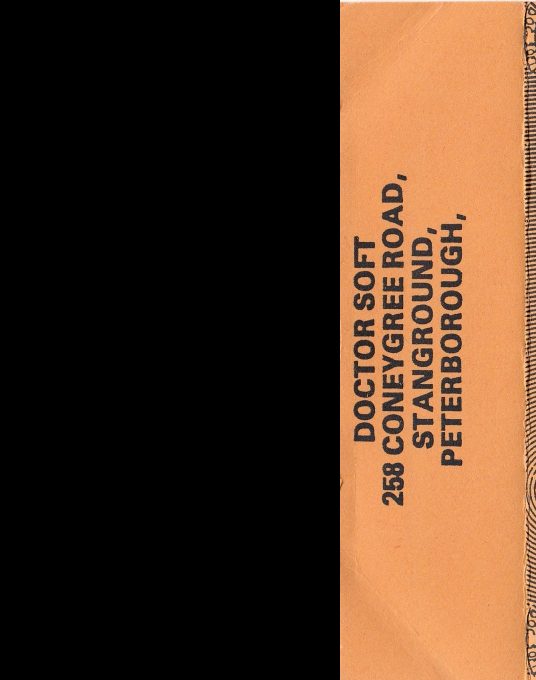 DOCTOR SOFT
258 CONEYGREE ROAD,
STANGROUND,
PETERBOROUGH,